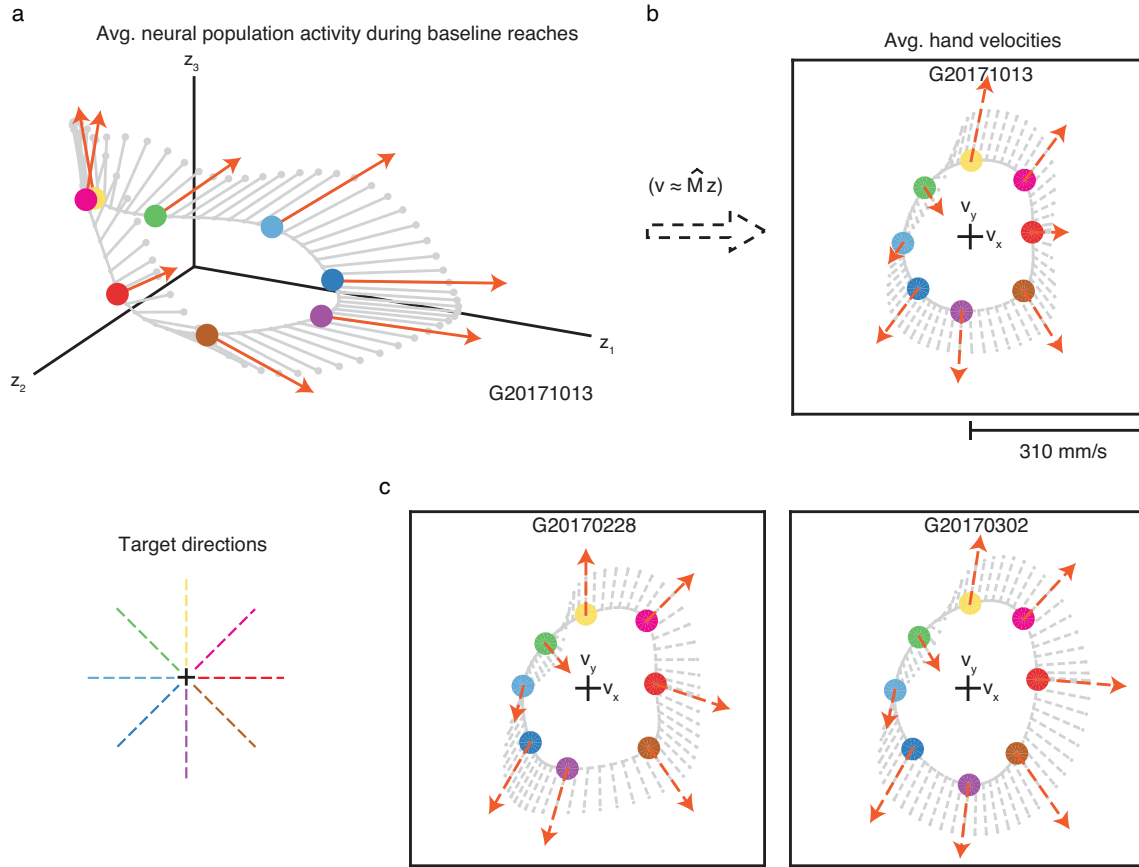 a
Avg. neural population activity during baseline reaches
z3
z2
z1
G20171013
(v ≈ M̂ z)
b
Avg. hand velocities
G20171013
vy
vx
310 mm/s
Target directions
c
G20170228
vy
vx
G20170302
vy
vx